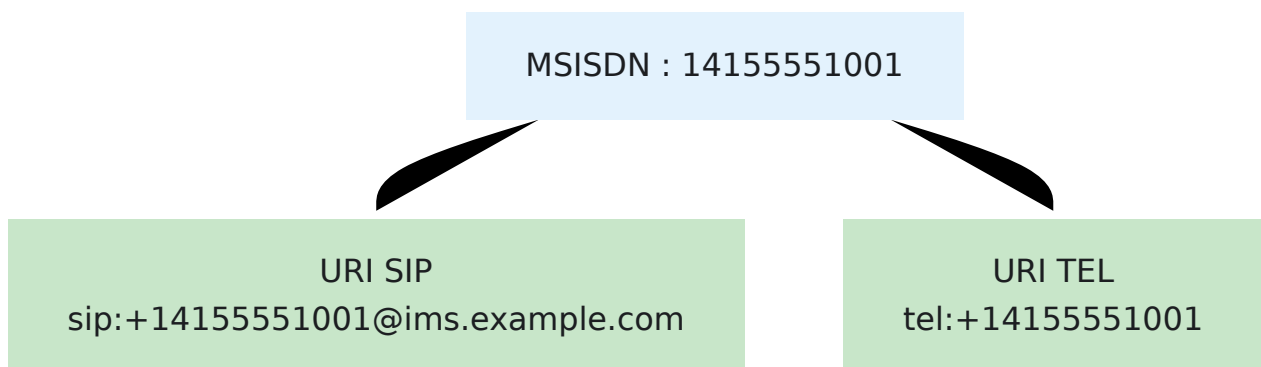 MSISDN : 14155551001
URI SIP
sip:+14155551001@ims.example.com
URI TEL
tel:+14155551001